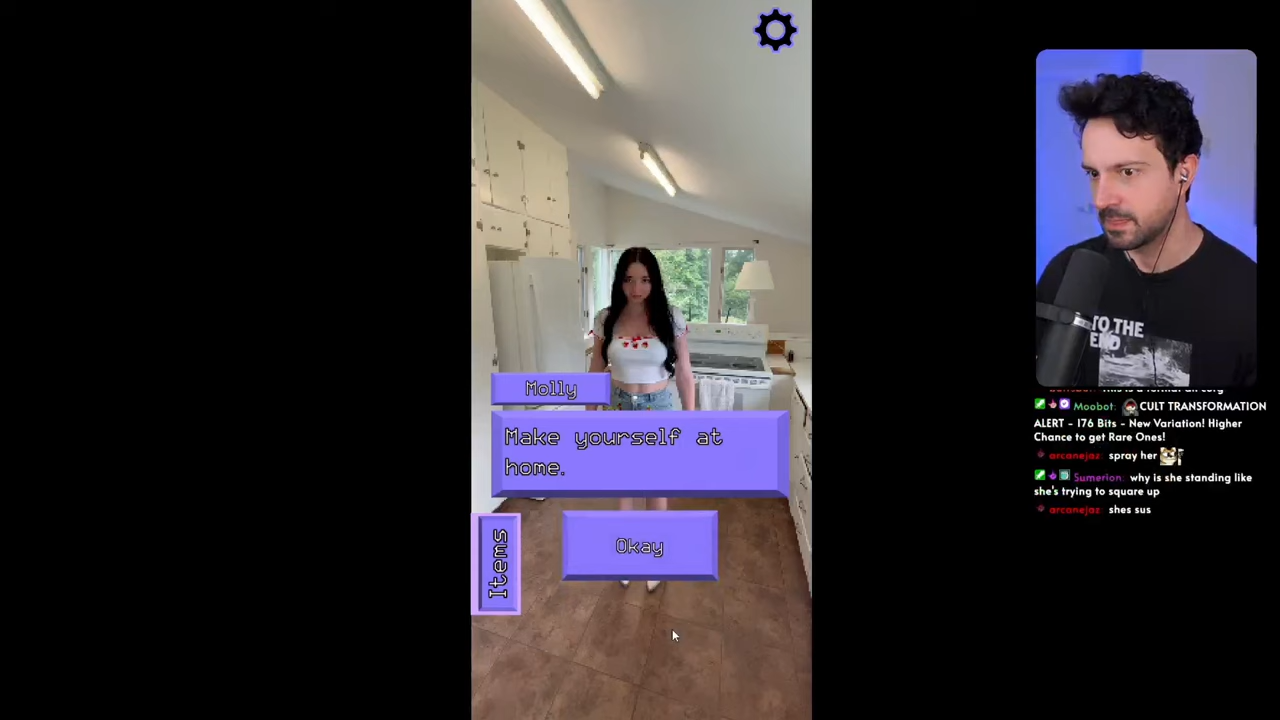 Molly
Make yourself at
home.
Okay
Items
TO THE
END
Moobot: CULT TRANSFORMATION
ALERT - 176 Bits - New Variation! Higher
Chance to get Rare Ones!
arcanejaz: spray her
Sumerion: why is she standing like
she's trying to square up
arcanejaz: shes sus